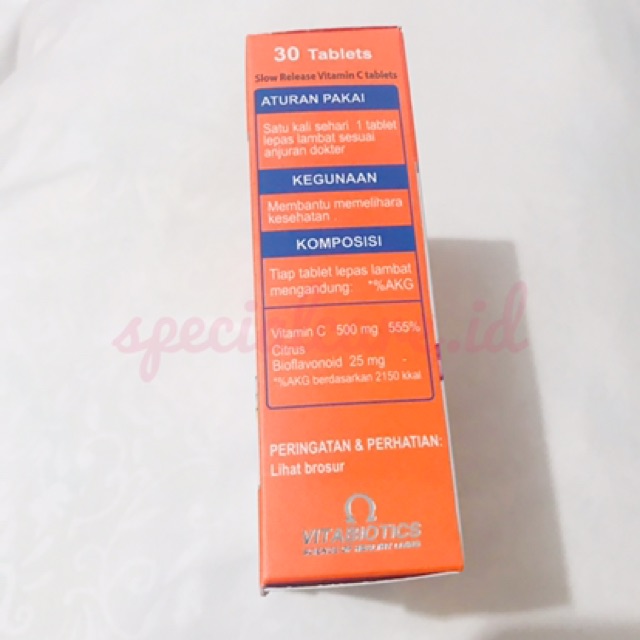 30 Tablets
Slow Release Vitamin C tablets
ATURAN PAKAI
Satu kali sehari 1 tablet
lepas lambat sesuai
anjuran dokter
KEGUNAAN
Membantu memelihara
kesehatan .
KOMPOSISI
Tiap tablet lepas lambat
mengandung: *%AKG
Vitamin C 500 mg 555%
Citrus
Bioflavonoid 25 mg -
*%AKG berdasarkan 2150 kkal
PERINGATAN & PERHATIAN:
Lihat brosur
VITABIOTICS